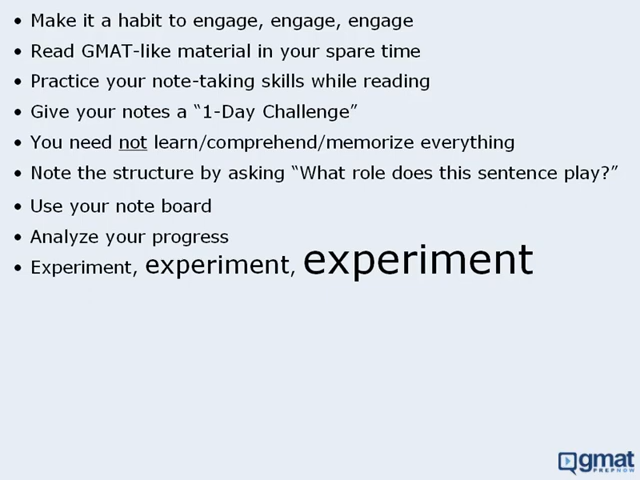 • Make it a habit to engage, engage, engage
• Read GMAT-like material in your spare time
• Practice your note-taking skills while reading
• Give your notes a “1-Day Challenge”
• You need not learn/comprehend/memorize everything
• Note the structure by asking “What role does this sentence play?”
• Use your note board
• Analyze your progress
• Experiment, experiment, experiment
gmat
PREPNOW